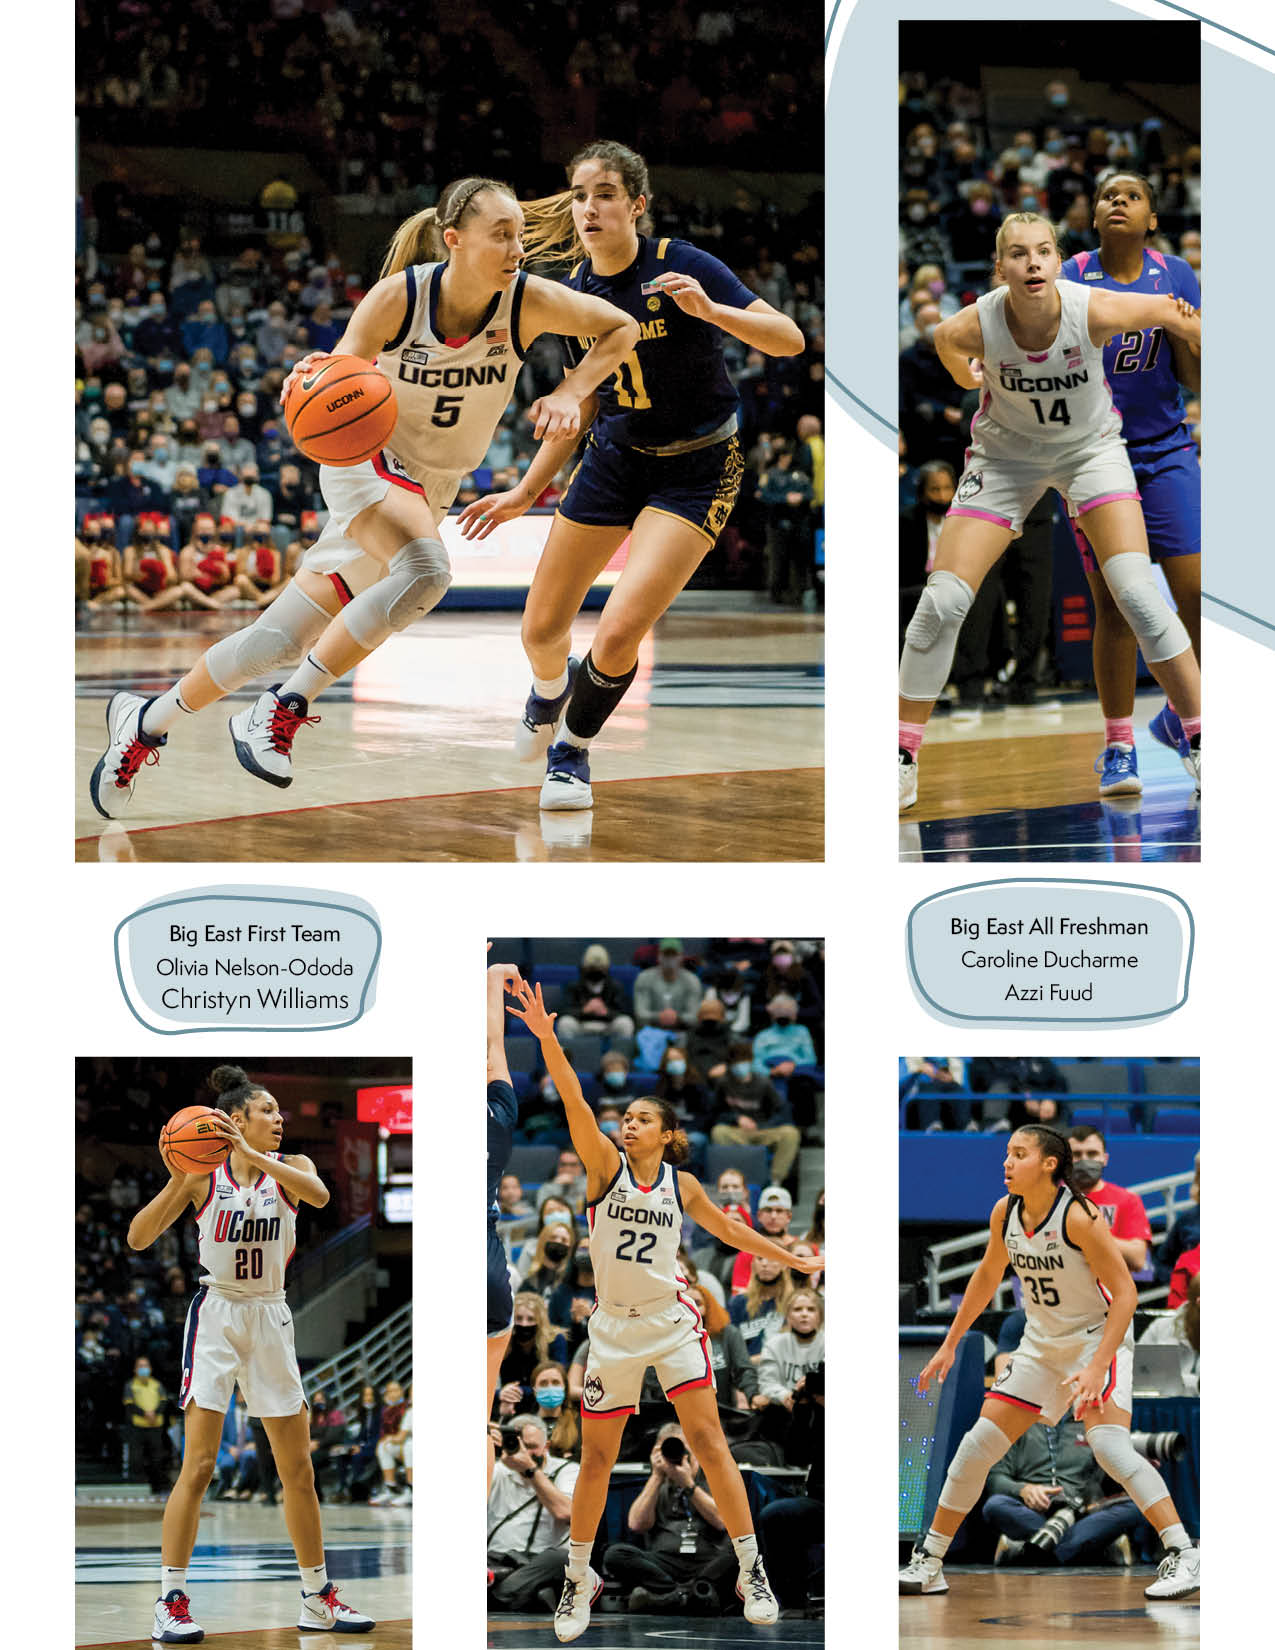 116
UCONN
5
UCONN
11
21
UCONN
14
Big East First Team
Olivia Nelson-Ododa
Christyn Williams
Big East All Freshman
Caroline Ducharme
Azzi Fuud
UConn
20
UCONN
22
UCONN
35